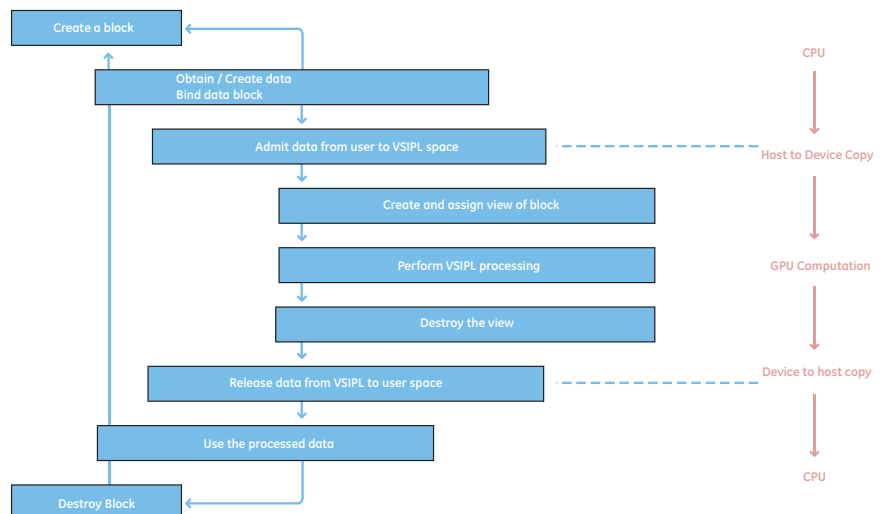 Create a block
Obtain / Create data
Bind data block
Admit data from user to VSIPL space
Create and assign view of block
Perform VSIPL processing
Destroy the view
Release data from VSIPL to user space
Use the processed data
Destroy Block
CPU
Host to Device Copy
GPU Computation
Device to host copy
CPU